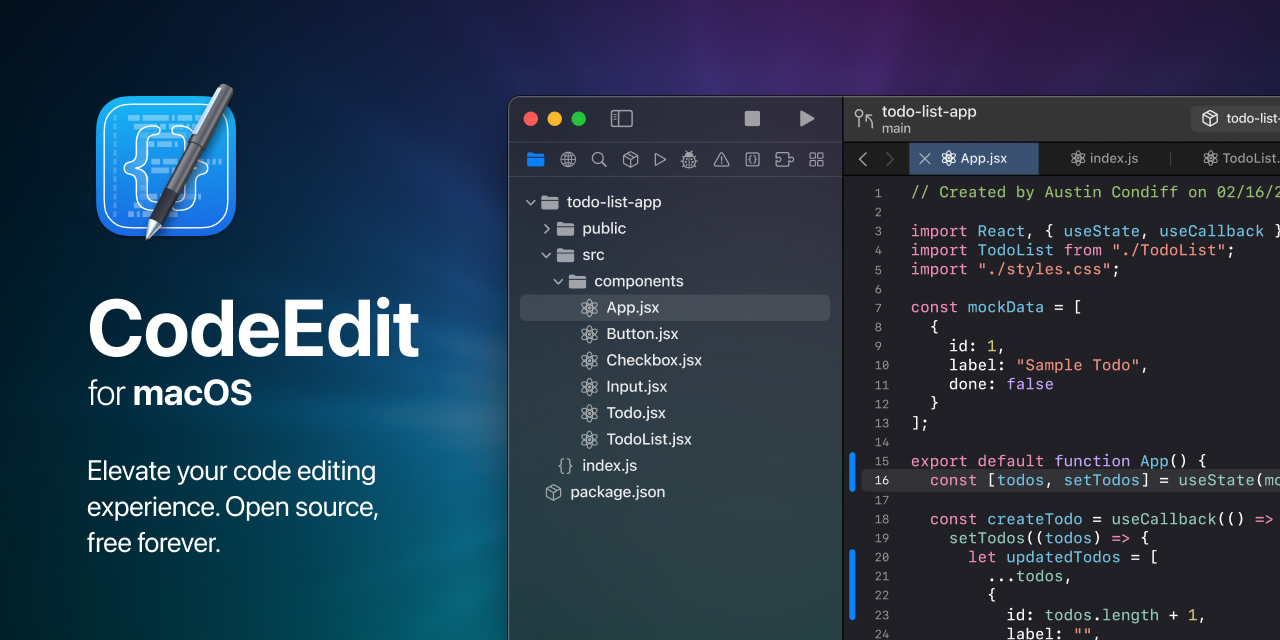 CodeEdit
for macOS
Elevate your code editing
experience. Open source,
free forever.
todo-list-app
public
src
components
App.jsx
Button.jsx
Checkbox.jsx
Input.jsx
Todo.jsx
TodoList.jsx
{} index.js
package.json
todo-list-app
main
todo-list-
App.jsx index.js TodoList.
1 // Created by Austin Condiff on 02/16/2
2
3 import React, { useState, useCallback }
4 import TodoList from "./TodoList";
5 import "./styles.css";
6
7 const mockData = [
8 {
9 id: 1,
10 label: "Sample Todo",
11 done: false
12 }
13 ];
14
15 export default function App() {
16 const [todos, setTodos] = useState(mo
17
18 const createTodo = useCallback(() =>
19 setTodos((todos) => {
20 let updatedTodos = [
21 ...todos,
22 {
23 id: todos.length + 1,
24 label: "",